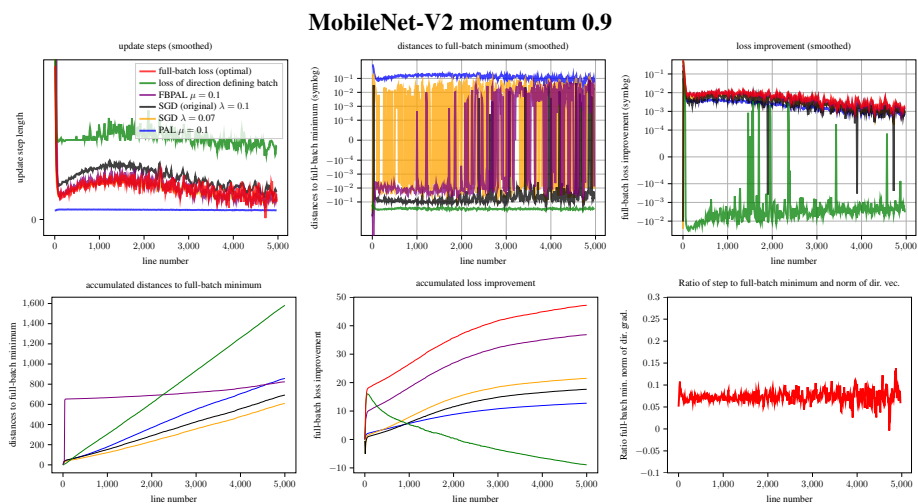 MobileNet-V2 momentum 0.9
update steps (smoothed)
update step length
0
full-batch loss (optimal)
loss of direction defining batch
FBPAL μ = 0.1
SGD (original) λ = 0.1
SGD λ = 0.07
PAL μ = 0.1
0 1,000 2,000 3,000 4,000 5,000
line number
distances to full-batch minimum (smoothed)
distances to full-batch minimum (symlog)
10⁻¹
10⁻²
10⁻³
10⁻⁴
0
−10⁻⁴
−10⁻³
−10⁻²
−10⁻¹
0 1,000 2,000 3,000 4,000 5,000
line number
loss improvement (smoothed)
full-batch loss improvement (symlog)
10⁻¹
10⁻²
10⁻³
10⁻⁴
0
−10⁻⁴
−10⁻³
−10⁻²
0 1,000 2,000 3,000 4,000 5,000
line number
accumulated distances to full-batch minimum
distances to full-batch minimum
1,600
1,400
1,200
1,000
800
600
400
200
0
0 1,000 2,000 3,000 4,000 5,000
line number
accumulated loss improvement
full-batch loss improvement
50
40
30
20
10
0
−10
0 1,000 2,000 3,000 4,000 5,000
line number
Ratio of step to full-batch minimum and norm of dir. vec.
Ratio full-batch min. norm of dir. grad.
0.3
0.25
0.2
0.15
0.1
0.05
0
−0.05
−0.1
0 1,000 2,000 3,000 4,000 5,000
line number